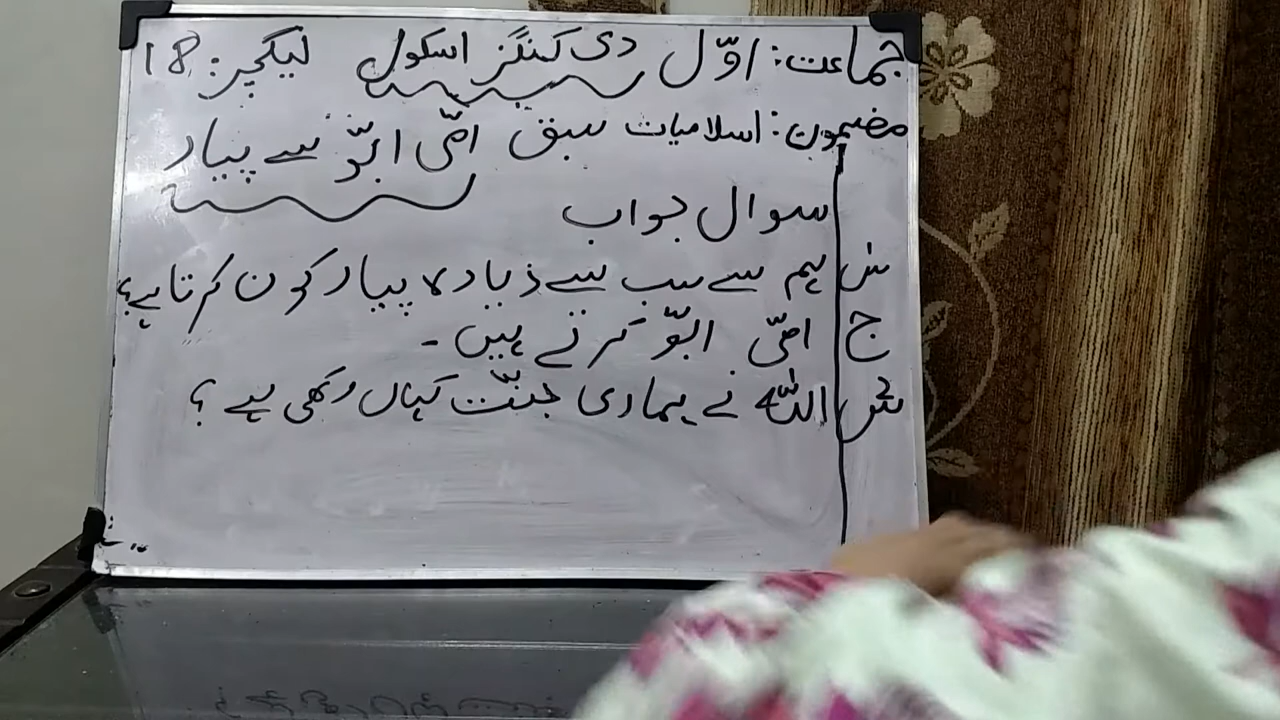 جماعت: اوّل دی کنگز اسکول لیکچر: 18
مضمون: اسلامیات سبق امّی ابّو سے پیار
سوال جواب
س ہم سے سب سے زیادہ پیار کون کرتا ہے؟
ج امّی ابّو کرتے ہیں۔
س اللہ نے ہماری جنّت کہاں رکھی ہے؟